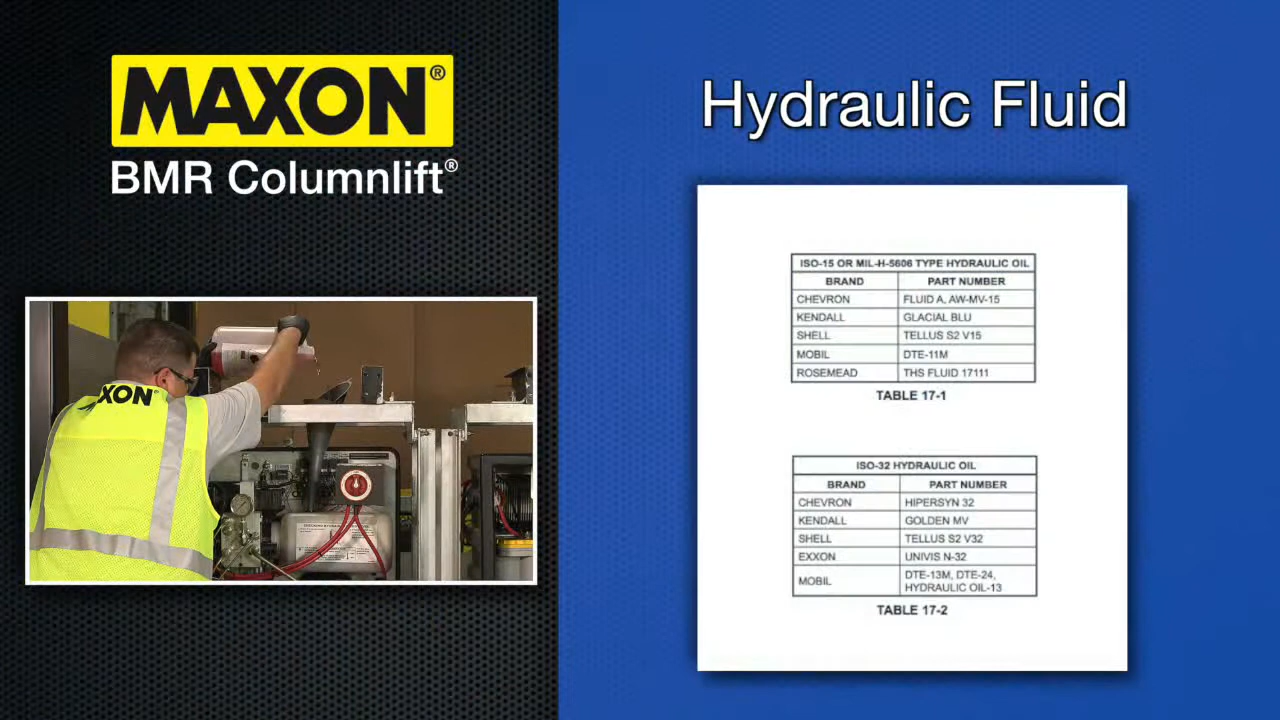 MAXON®
BMR Columnlift®
XON®
Hydraulic Fluid
ISO-15 OR MIL-H-5606 TYPE HYDRAULIC OIL
BRAND PART NUMBER
CHEVRON FLUID A, AW-MV-15
KENDALL GLACIAL BLU
SHELL TELLUS S2 V15
MOBIL DTE-11M
ROSEMEAD THS FLUID 17111
TABLE 17-1
ISO-32 HYDRAULIC OIL
BRAND PART NUMBER
CHEVRON HIPERSYN 32
KENDALL GOLDEN MV
SHELL TELLUS S2 V32
EXXON UNIVIS N-32
MOBIL DTE-13M, DTE-24,
HYDRAULIC OIL-13
TABLE 17-2